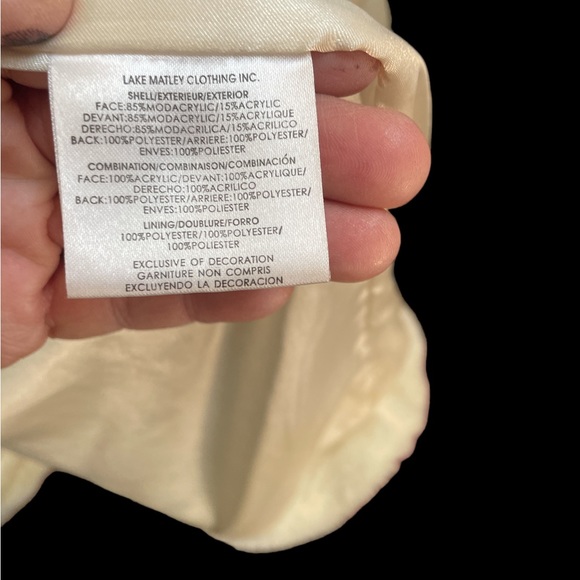 LAKE MATLEY CLOTHING INC.
SHELL/EXTERIEUR/EXTERIOR
FACE:85%MODACRYLIC/15%ACRYLIC
DEVANT:85%MODACRYLIC/15%ACRYLIQUE
DERECHO:85%MODACRILICA/15%ACRÍLICO
BACK:100%POLYESTER/ARRIERE:100%POLYESTER/
ENVES:100%POLIESTER
COMBINATION/COMBINAISON/COMBINACIÓN
FACE:100%ACRYLIC/DEVANT:100%ACRYLIQUE/
DERECHO:100%ACRILICO
BACK:100%POLYESTER/ARRIERE:100%POLYESTER/
ENVES:100%POLYESTER
LINING/DOUBLURE/FORRO
100%POLYESTER/100%POLYESTER/
100%POLIESTER
EXCLUSIVE OF DECORATION
GARNITURE NON COMPRIS
EXCLUYENDO LA DECORACION